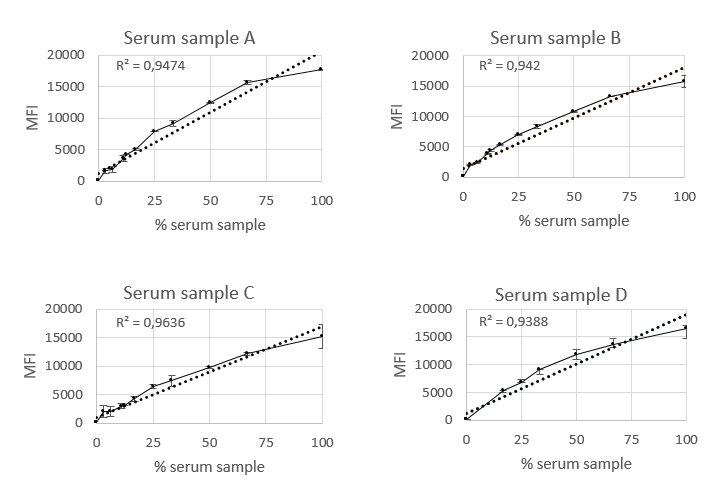 Serum sample A
R² = 0,9474
20000
15000
10000
5000
0
MFI
0 25 50 75 100
% serum sample
Serum sample B
R² = 0,942
20000
15000
10000
5000
0
MFI
0 25 50 75 100
% serum sample
Serum sample C
R² = 0,9636
20000
15000
10000
5000
0
MFI
0 25 50 75 100
% serum sample
Serum sample D
R² = 0,9388
20000
15000
10000
5000
0
MFI
0 25 50 75 100
% serum sample